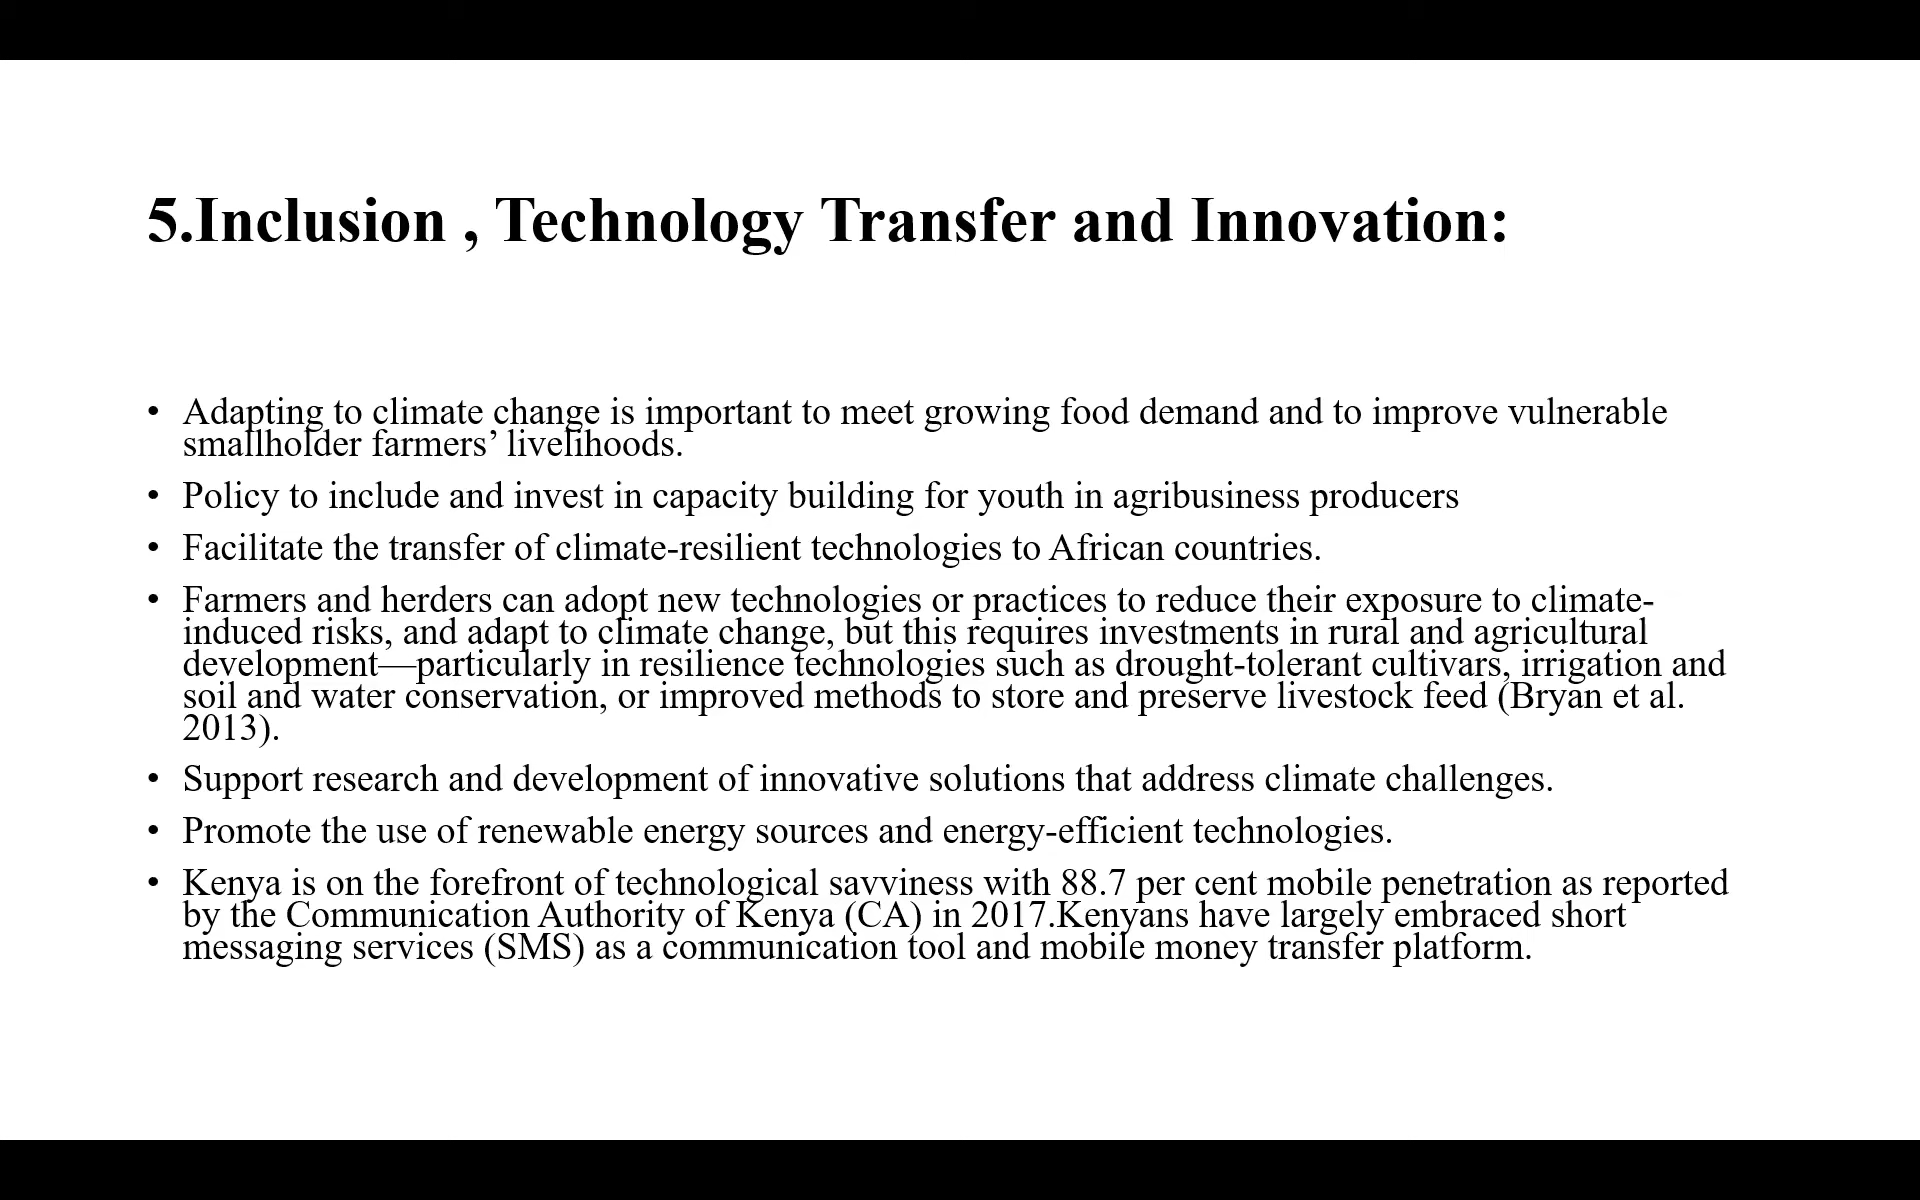 5.Inclusion , Technology Transfer and Innovation:
• Adapting to climate change is important to meet growing food demand and to improve vulnerable
smallholder farmers’ livelihoods.
• Policy to include and invest in capacity building for youth in agribusiness producers
• Facilitate the transfer of climate-resilient technologies to African countries.
• Farmers and herders can adopt new technologies or practices to reduce their exposure to climate-
induced risks, and adapt to climate change, but this requires investments in rural and agricultural
development—particularly in resilience technologies such as drought-tolerant cultivars, irrigation and
soil and water conservation, or improved methods to store and preserve livestock feed (Bryan et al.
2013).
• Support research and development of innovative solutions that address climate challenges.
• Promote the use of renewable energy sources and energy-efficient technologies.
• Kenya is on the forefront of technological savviness with 88.7 per cent mobile penetration as reported
by the Communication Authority of Kenya (CA) in 2017.Kenyans have largely embraced short
messaging services (SMS) as a communication tool and mobile money transfer platform.